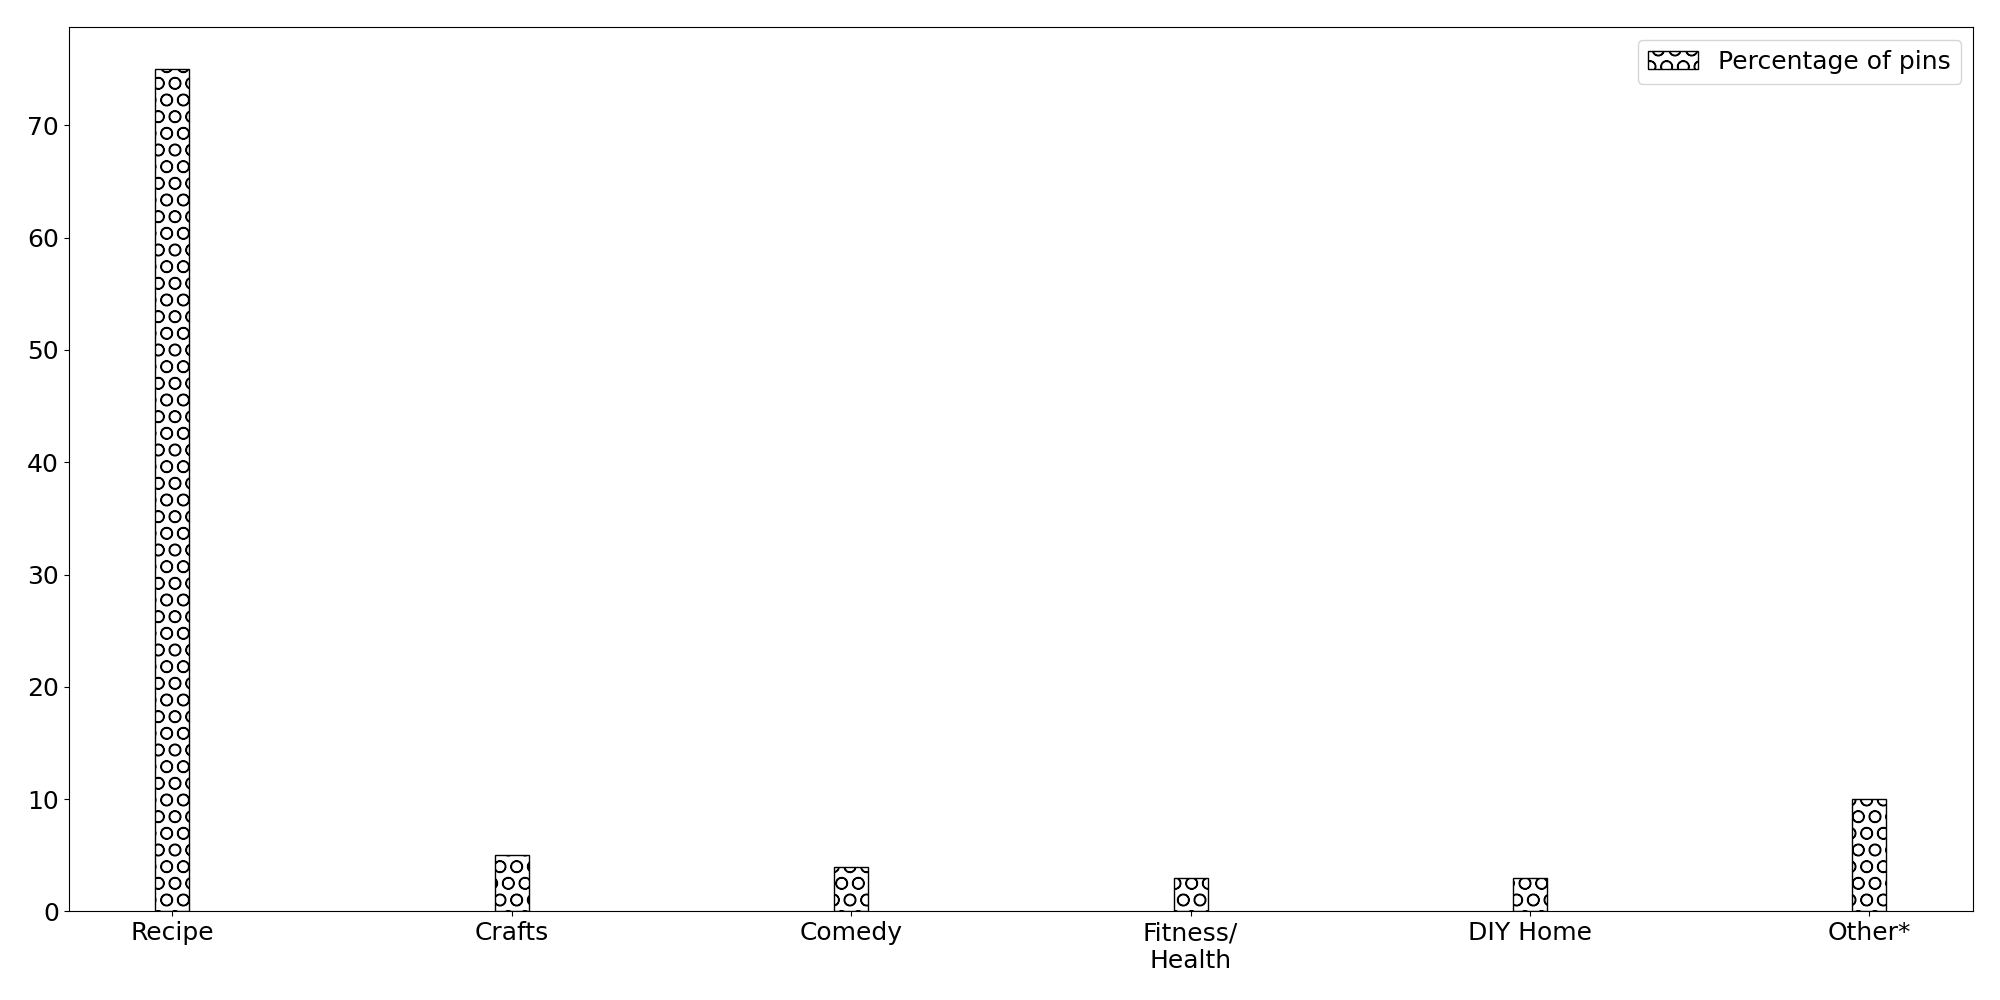 Percentage of pins
70
60
50
40
30
20
10
0
Recipe
Crafts
Comedy
Fitness/
Health
DIY Home
Other*